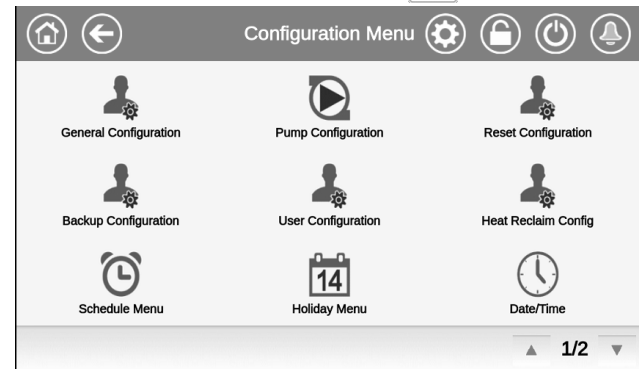 Configuration Menu
General Configuration
Pump Configuration
Reset Configuration
Backup Configuration
User Configuration
Heat Reclaim Config
14
Schedule Menu
Holiday Menu
Date/Time
1/2